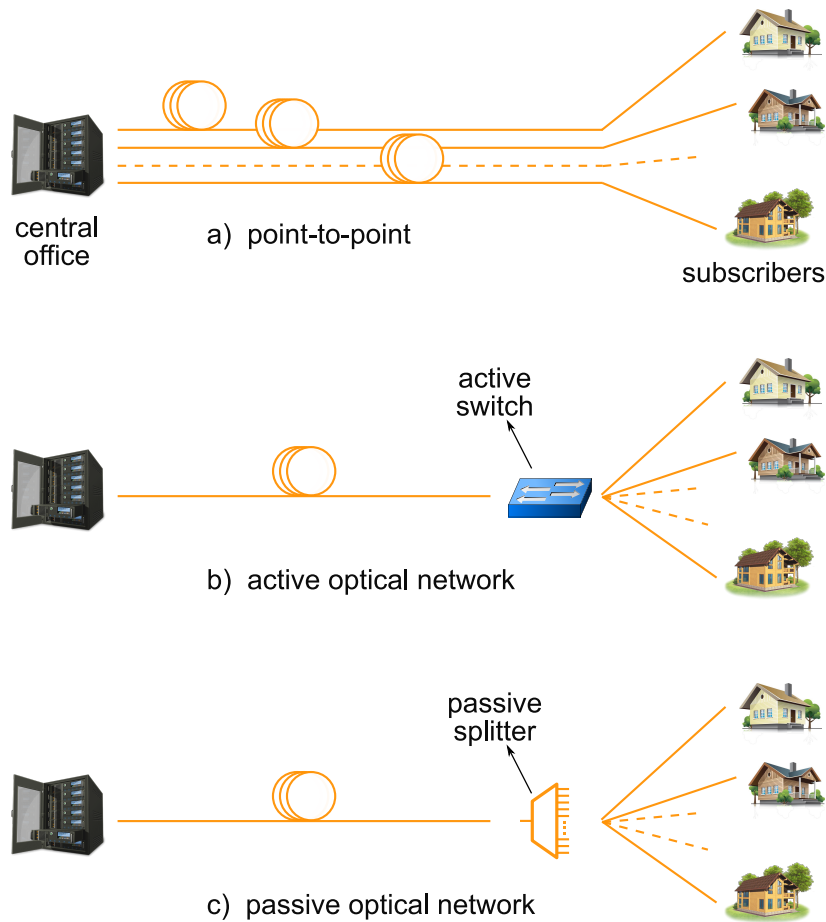 central
office
a) point-to-point
subscribers
active
switch
b) active optical network
passive
splitter
c) passive optical network